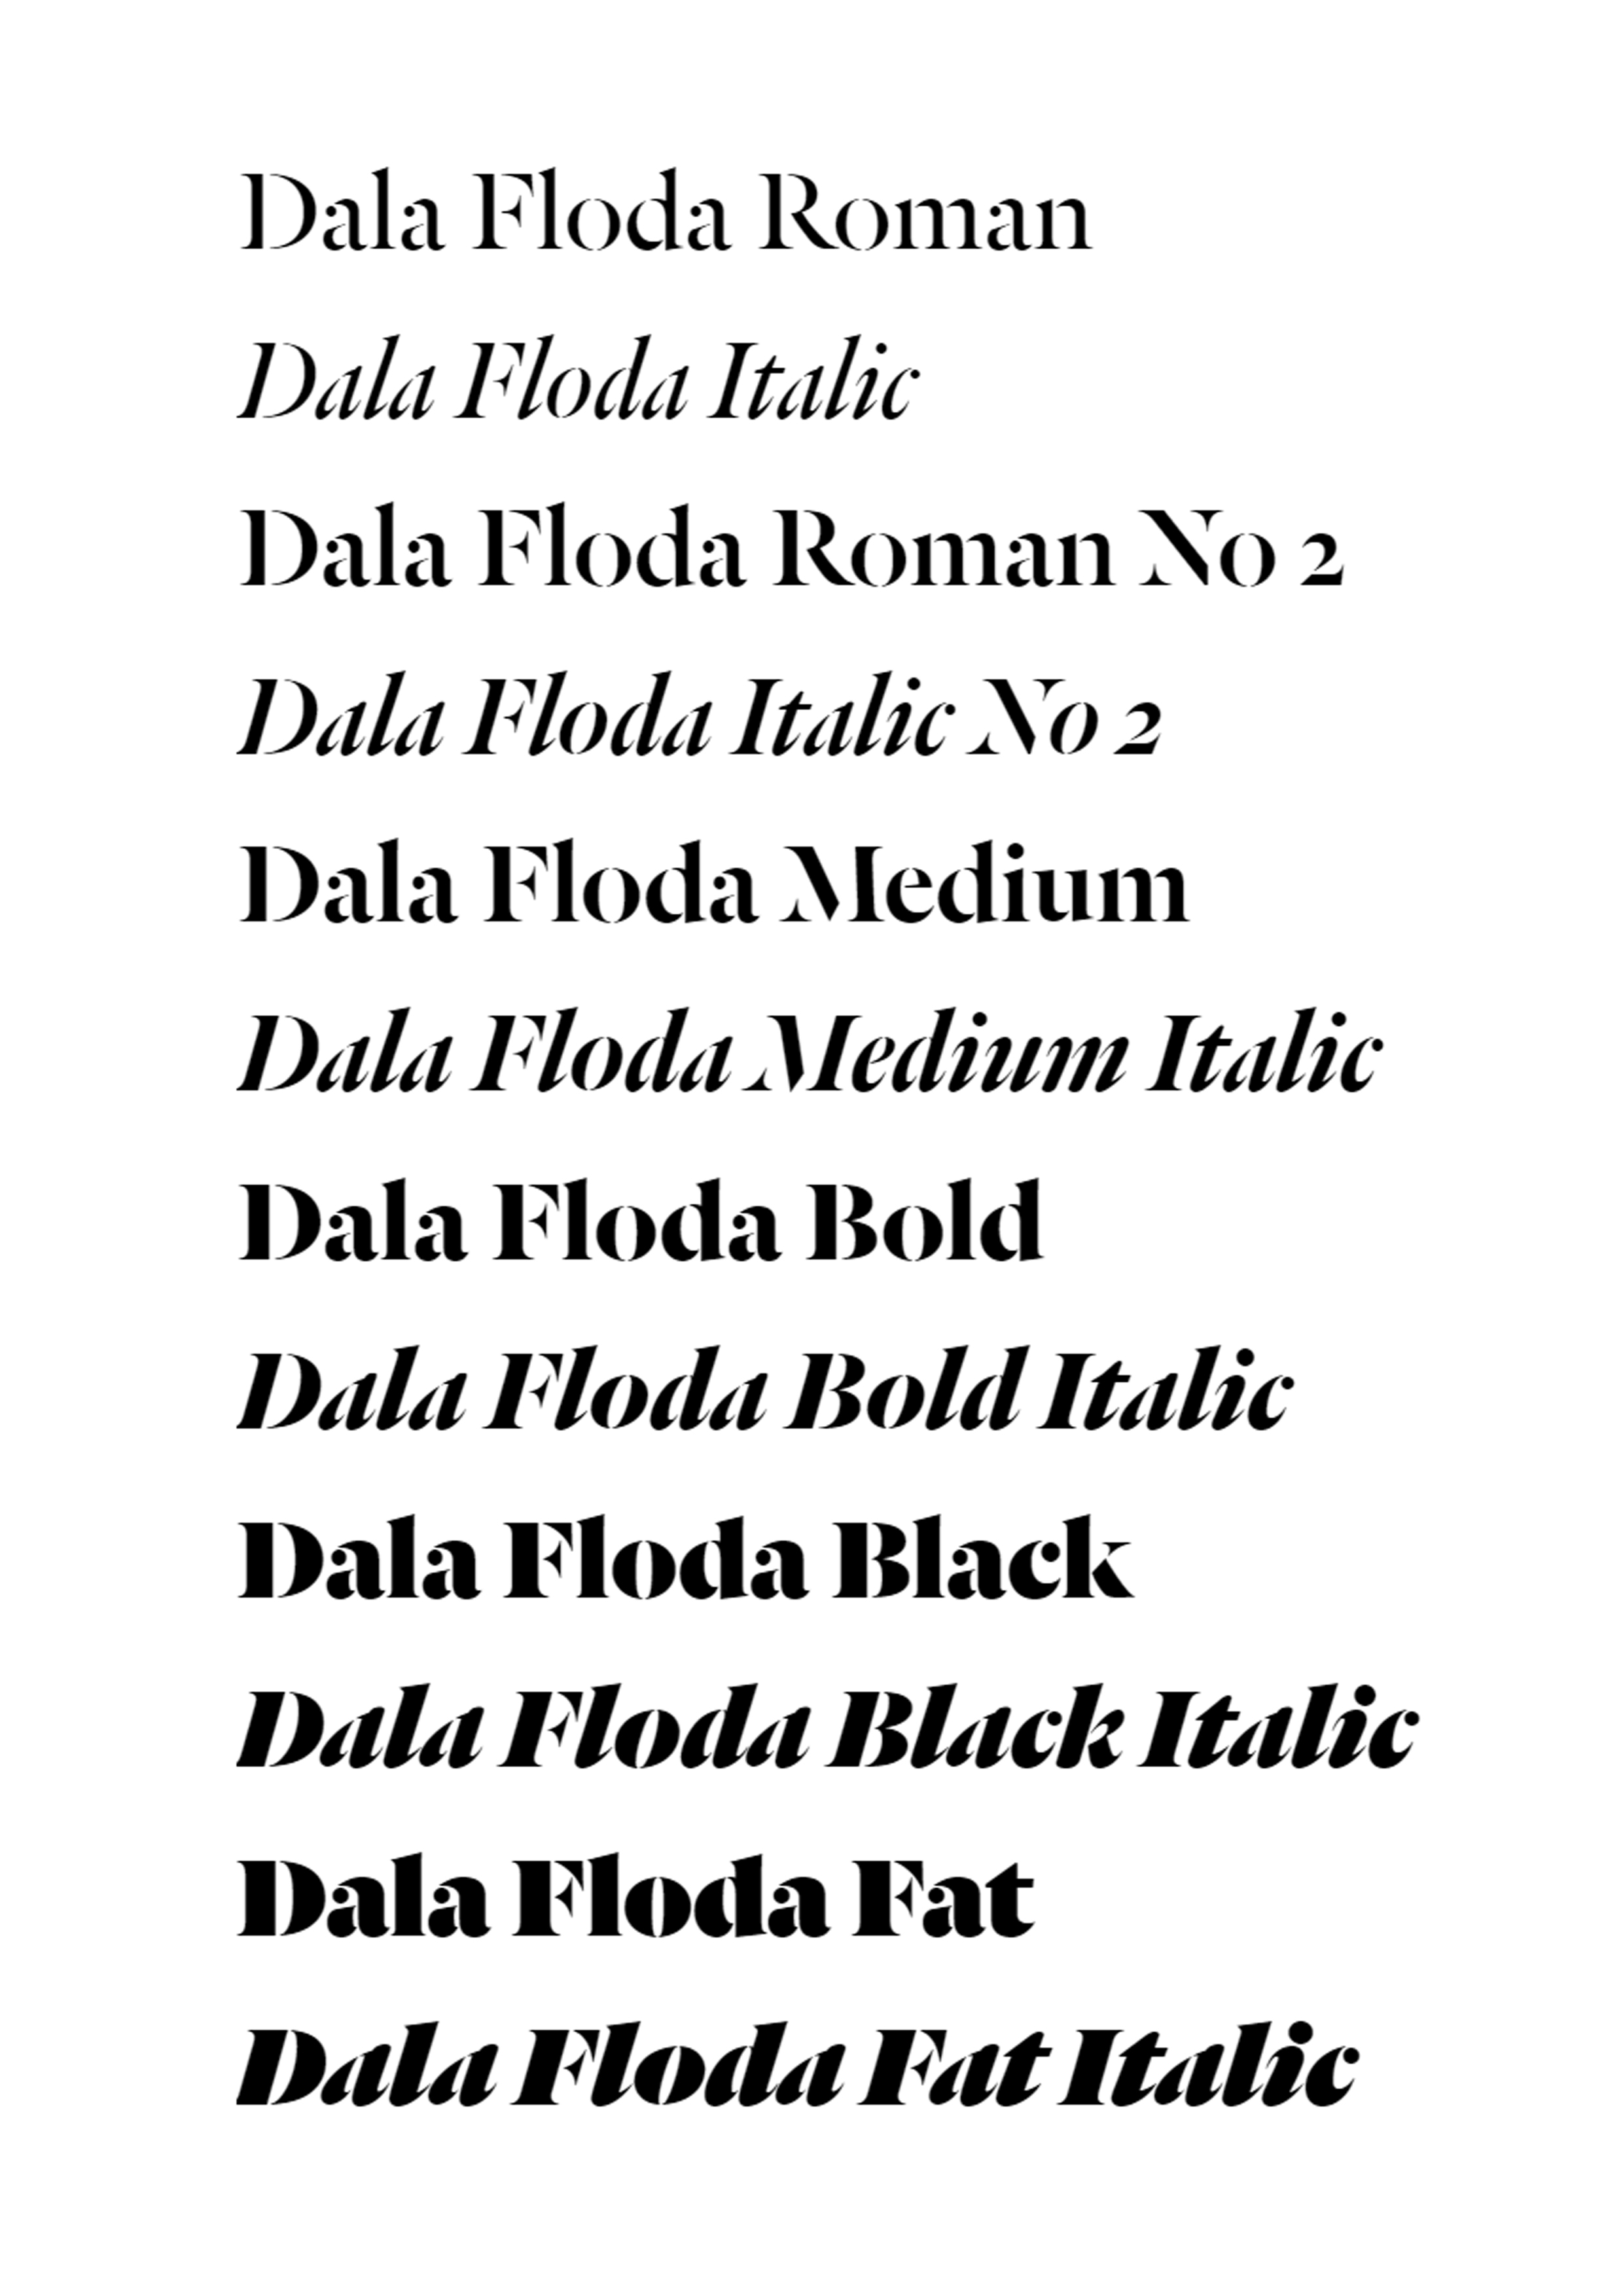 Dala Floda Roman
Dala Floda Italic
Dala Floda Roman No 2
Dala Floda Italic No 2
Dala Floda Medium
Dala Floda Medium Italic
Dala Floda Bold
Dala Floda Bold Italic
Dala Floda Black
Dala Floda Black Italic
Dala Floda Fat
Dala Floda Fat Italic